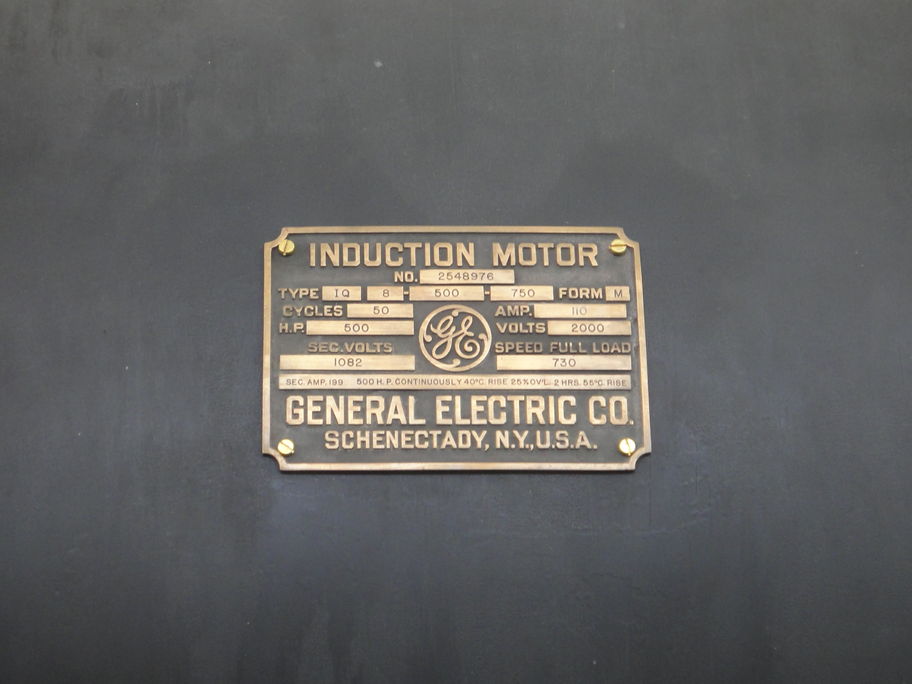 INDUCTION MOTOR
NO. 2548976
TYPE IQ 8-500-750 FORM M
CYCLES 50 AMP. 110
H.P. 500 GE VOLTS 2000
SEC. VOLTS SPEED FULL LOAD
1082 730
SEC. AMP. 199 500 H.P. CONTINUOUSLY 40°C. RISE 25% OV'L. 2 HRS. 55°C. RISE
GENERAL ELECTRIC CO.
SCHENECTADY, N.Y., U.S.A.